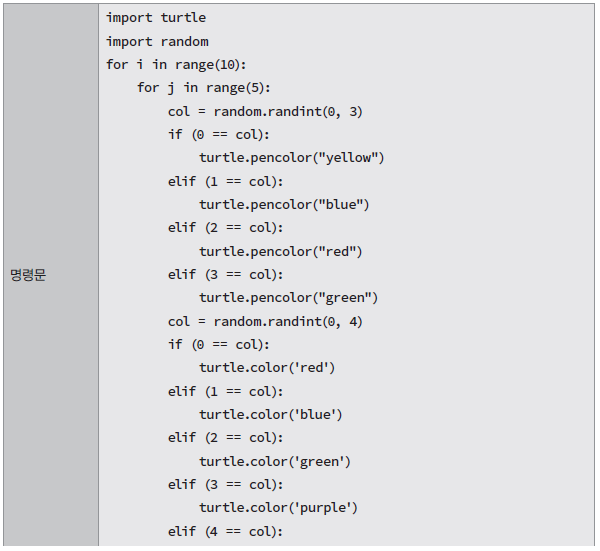 import turtle
import random
for i in range(10):
for j in range(5):
col = random.randint(0, 3)
if (0 == col):
turtle.pencolor("yellow")
elif (1 == col):
turtle.pencolor("blue")
elif (2 == col):
turtle.pencolor("red")
명령문
elif (3 == col):
turtle.pencolor("green")
col = random.randint(0, 4)
if (0 == col):
turtle.color('red')
elif (1 == col):
turtle.color('blue')
elif (2 == col):
turtle.color('green')
elif (3 == col):
turtle.color('purple')
elif (4 == col):